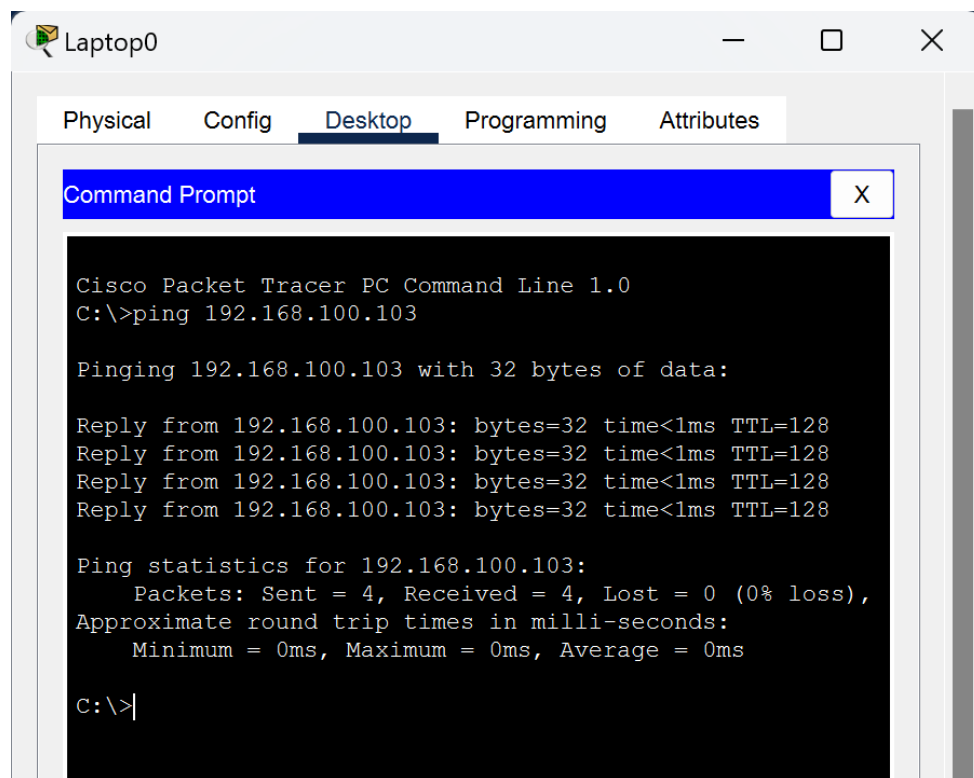 Laptop0
Physical Config Desktop Programming Attributes
Command Prompt X
Cisco Packet Tracer PC Command Line 1.0
C:\>ping 192.168.100.103
Pinging 192.168.100.103 with 32 bytes of data:
Reply from 192.168.100.103: bytes=32 time<1ms TTL=128
Reply from 192.168.100.103: bytes=32 time<1ms TTL=128
Reply from 192.168.100.103: bytes=32 time<1ms TTL=128
Reply from 192.168.100.103: bytes=32 time<1ms TTL=128
Ping statistics for 192.168.100.103:
Packets: Sent = 4, Received = 4, Lost = 0 (0% loss),
Approximate round trip times in milli-seconds:
Minimum = 0ms, Maximum = 0ms, Average = 0ms
C:\>